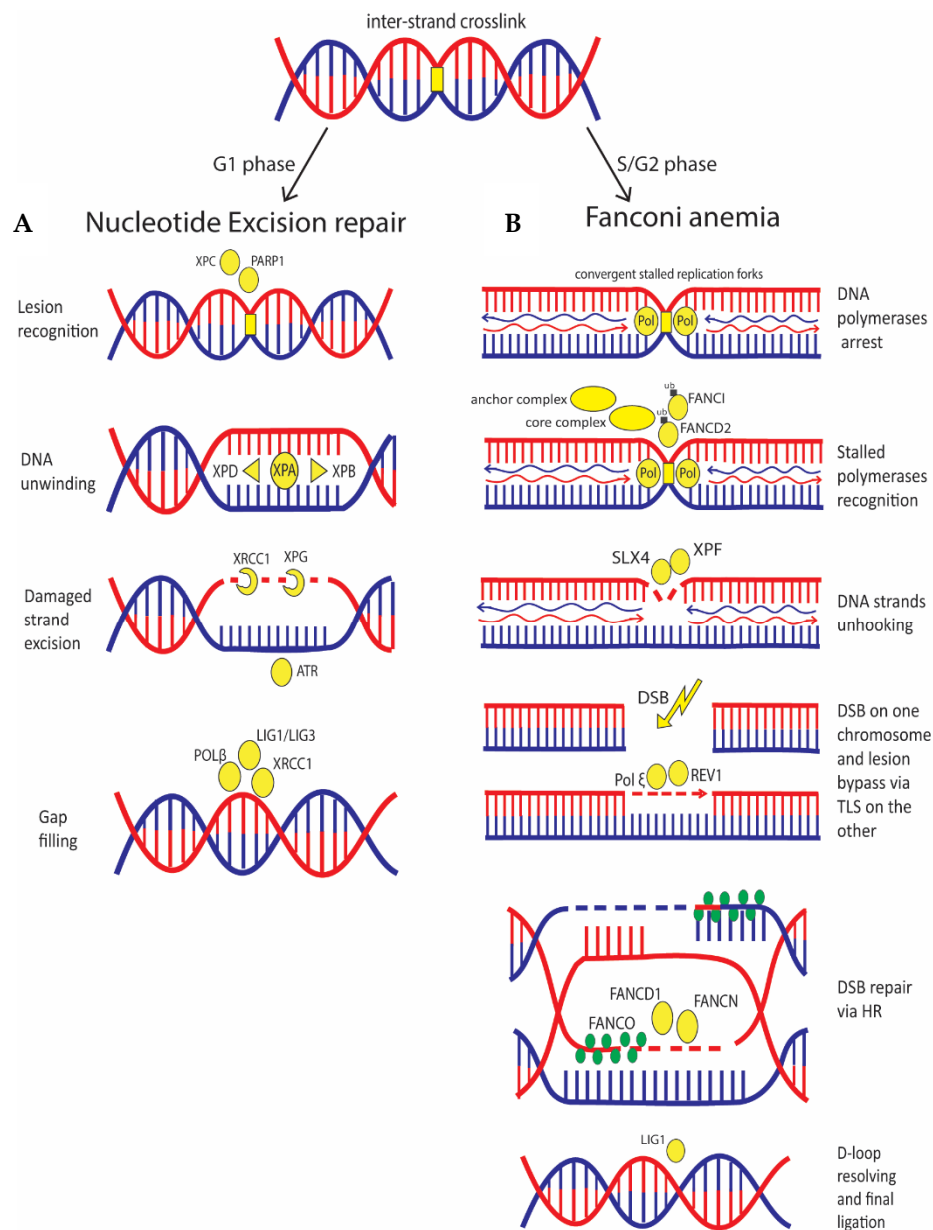 inter-strand crosslink
G1 phase
S/G2 phase
A
Nucleotide Excision repair
XPC
PARP1
Lesion
recognition
DNA
unwinding
XPD
XPA
XPB
XRCC1
XPG
Damaged
strand
excision
ATR
LIG1/LIG3
POLβ
XRCC1
Gap
filling
B
Fanconi anemia
convergent stalled replication forks
Pol
Pol
DNA
polymerases
arrest
ub
anchor complex
FANCI
core complex
ub
FANCD2
Pol
Pol
Stalled
polymerases
recognition
SLX4
XPF
DNA strands
unhooking
DSB
Pol ξ
REV1
DSB on one
chromosome
and lesion
bypass via
TLS on the
other
FANCD1
FANCN
FANCO
DSB repair
via HR
LIG1
D-loop
resolving
and final
ligation